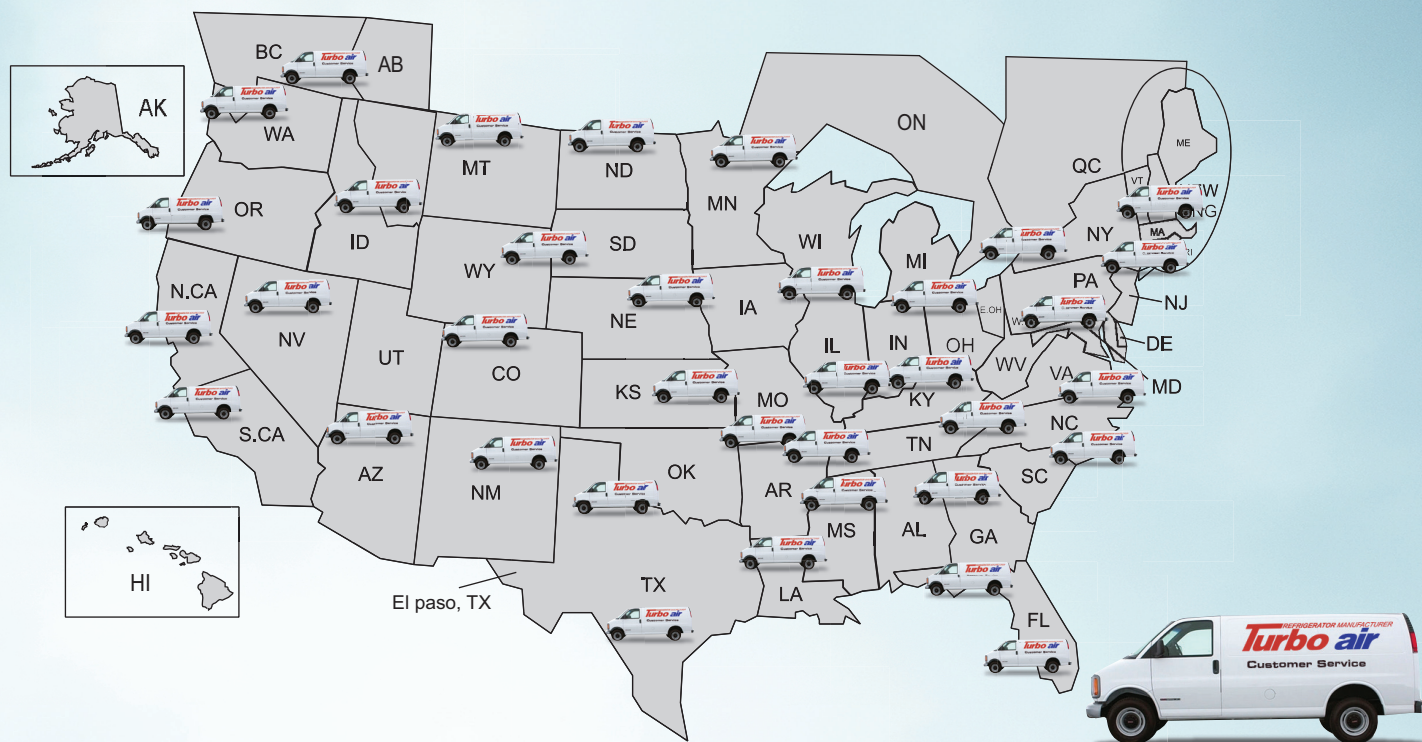 BC
AB
AK
WA
MT
ND
MN
ON
QC
ME
VT
OR
ID
WY
SD
WI
MI
NY
MA
RI
N.CA
NV
UT
CO
NE
IA
IL
IN
OH
E.OH
PA
NJ
DE
WV
VA
MD
S.CA
AZ
NM
KS
MO
KY
TN
NC
OK
AR
SC
MS
AL
GA
HI
El paso, TX
TX
LA
FL
REFRIGERATOR MANUFACTURER
Turbo air
Customer Service